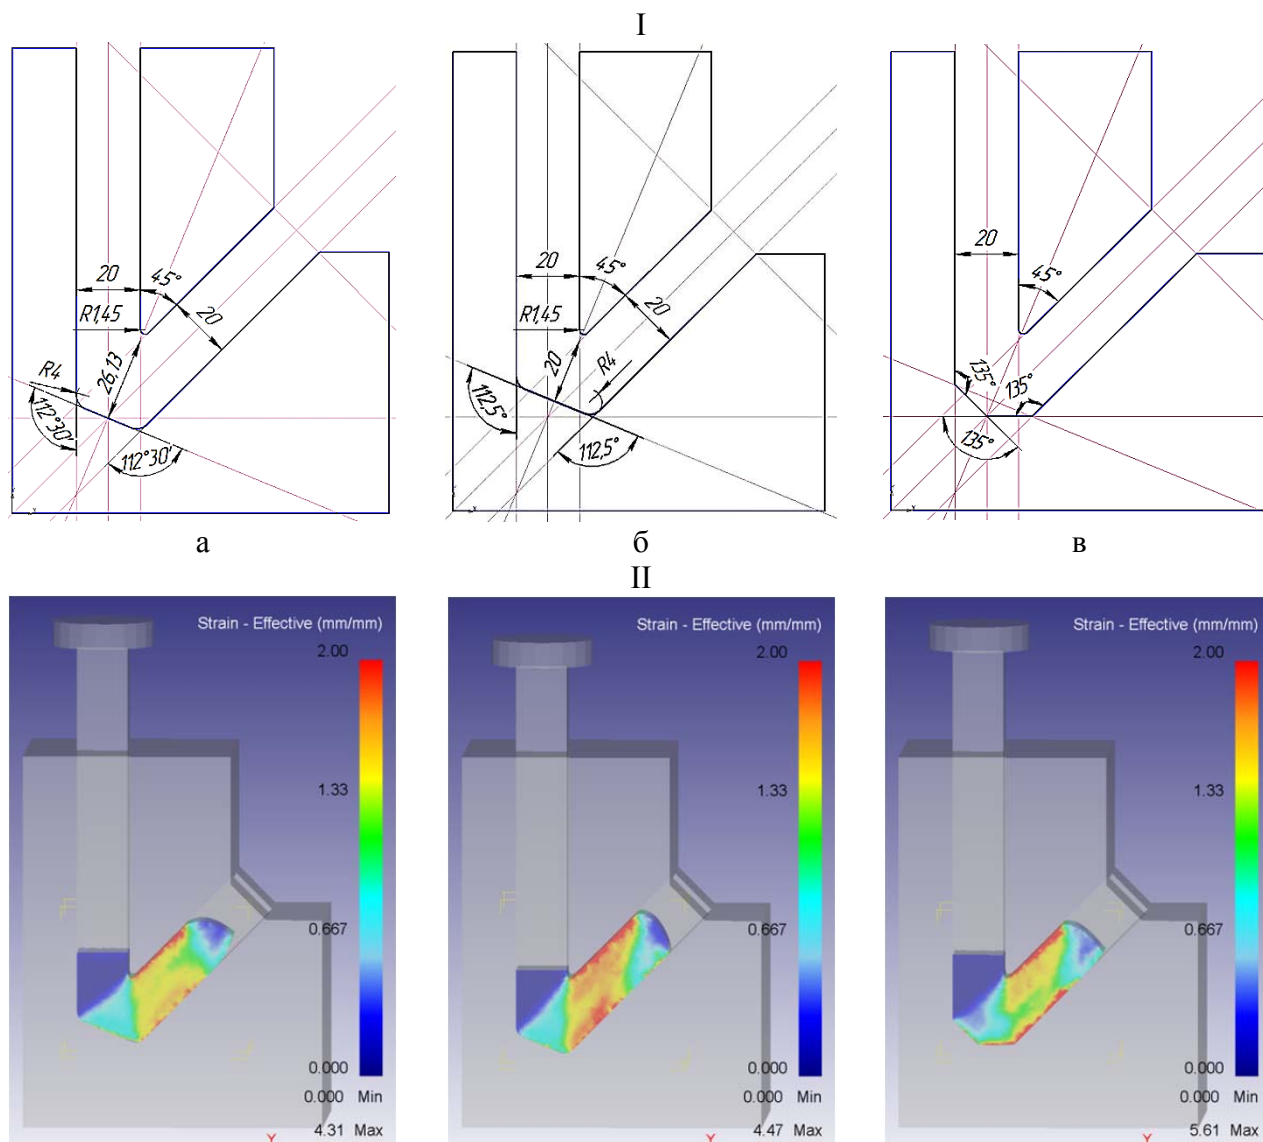 I
20
45°
R1,45
20
26,13
R4
112°30'
112°30'
20
45°
R1,45
20
20
R4
112,5°
112,5°
20
45°
135°
135°
135°
а
б
в
II
Strain - Effective (mm/mm)
2.00
1.33
0.667
0.000
0.000 Min
4.31 Max
Strain - Effective (mm/mm)
2.00
1.33
0.667
0.000
0.000 Min
4.47 Max
Strain - Effective (mm/mm)
2.00
1.33
0.667
0.000
0.000 Min
5.61 Max